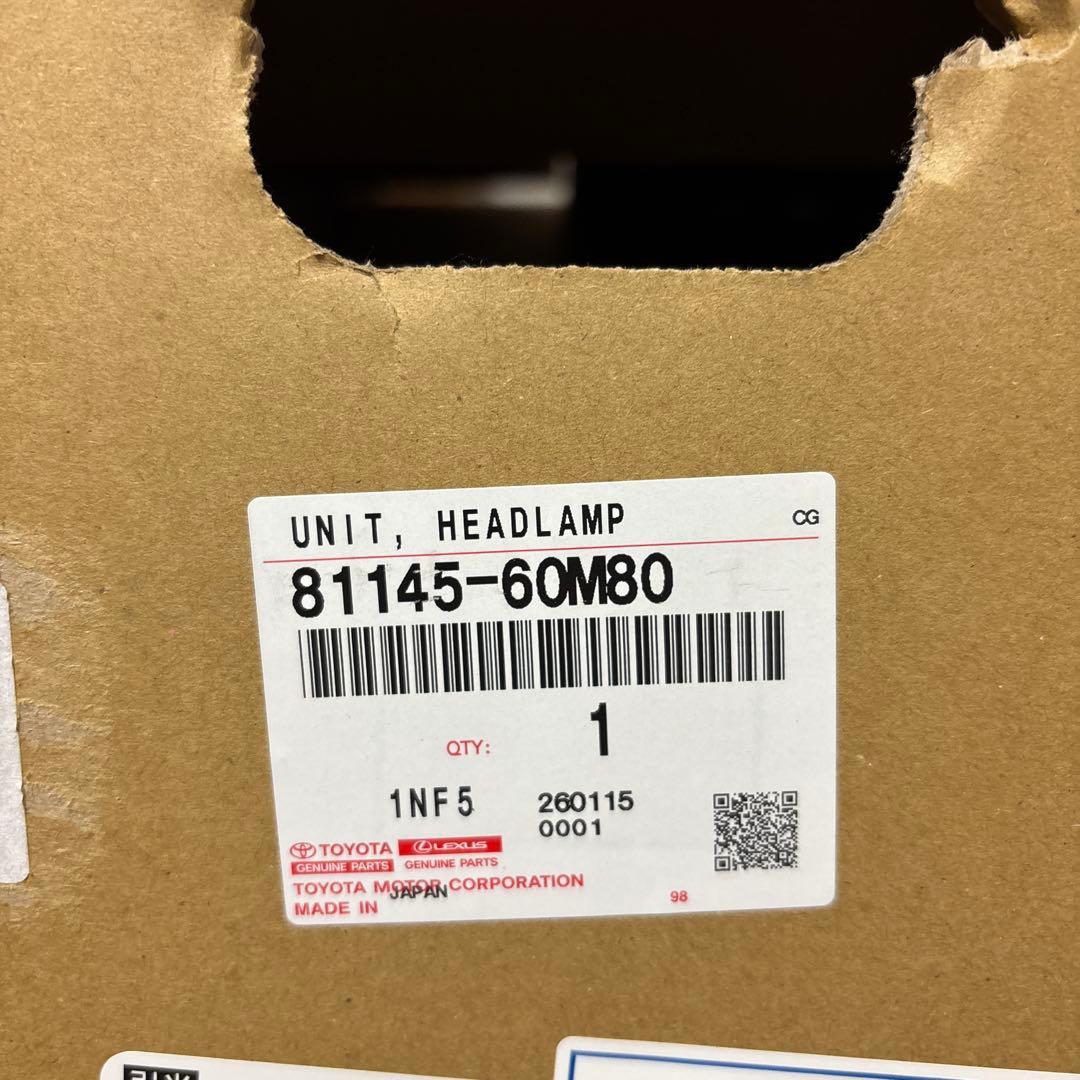 UNIT, HEADLAMP
CG
81145-60M80
QTY: 1
1NF5 260115
0001
TOYOTA LEXUS
GENUINE PARTS GENUINE PARTS
TOYOTA MOTOR CORPORATION
MADE IN JAPAN
98